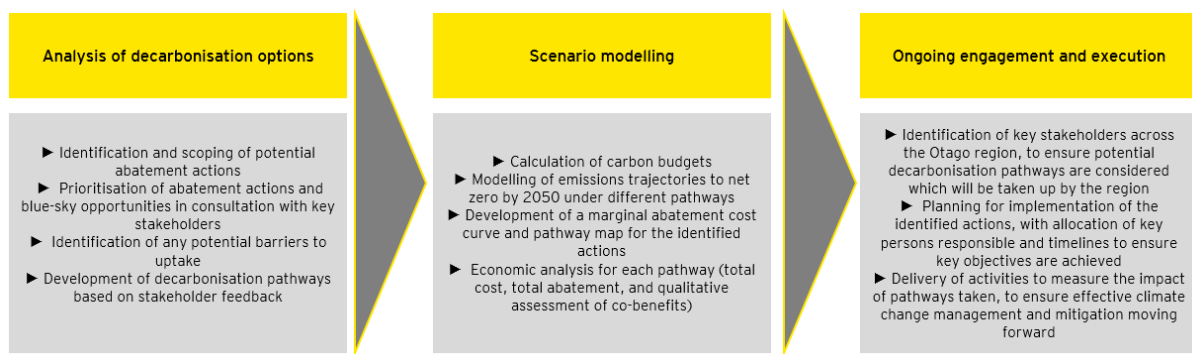 Analysis of decarbonisation options
► Identification and scoping of potential
abatement actions
► Prioritisation of abatement actions and
blue-sky opportunities in consultation with key
stakeholders
► Identification of any potential barriers to
uptake
► Development of decarbonisation pathways
based on stakeholder feedback
Scenario modelling
► Calculation of carbon budgets
► Modelling of emissions trajectories to net
zero by 2050 under different pathways
► Development of a marginal abatement cost
curve and pathway map for the identified
actions
► Economic analysis for each pathway (total
cost, total abatement, and qualitative
assessment of co-benefits)
Ongoing engagement and execution
► Identification of key stakeholders across
the Otago region, to ensure potential
decarbonisation pathways are considered
which will be taken up by the region
► Planning for implementation of the
identified actions, with allocation of key
persons responsible and timelines to ensure
key objectives are achieved
► Delivery of activities to measure the impact
of pathways taken, to ensure effective climate
change management and mitigation moving
forward